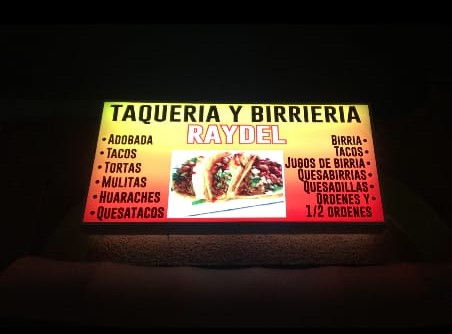 TAQUERIA Y BIRRIERIA
RAYDEL
• ADOBADA
• TACOS
• TORTAS
• MULITAS
• HUARACHES
• QUESATACOS
BIRRIA •
TACOS •
JUGOS DE BIRRIA •
QUESABIRRIAS •
QUESADILLAS •
ORDENES Y •
1/2 ORDENES